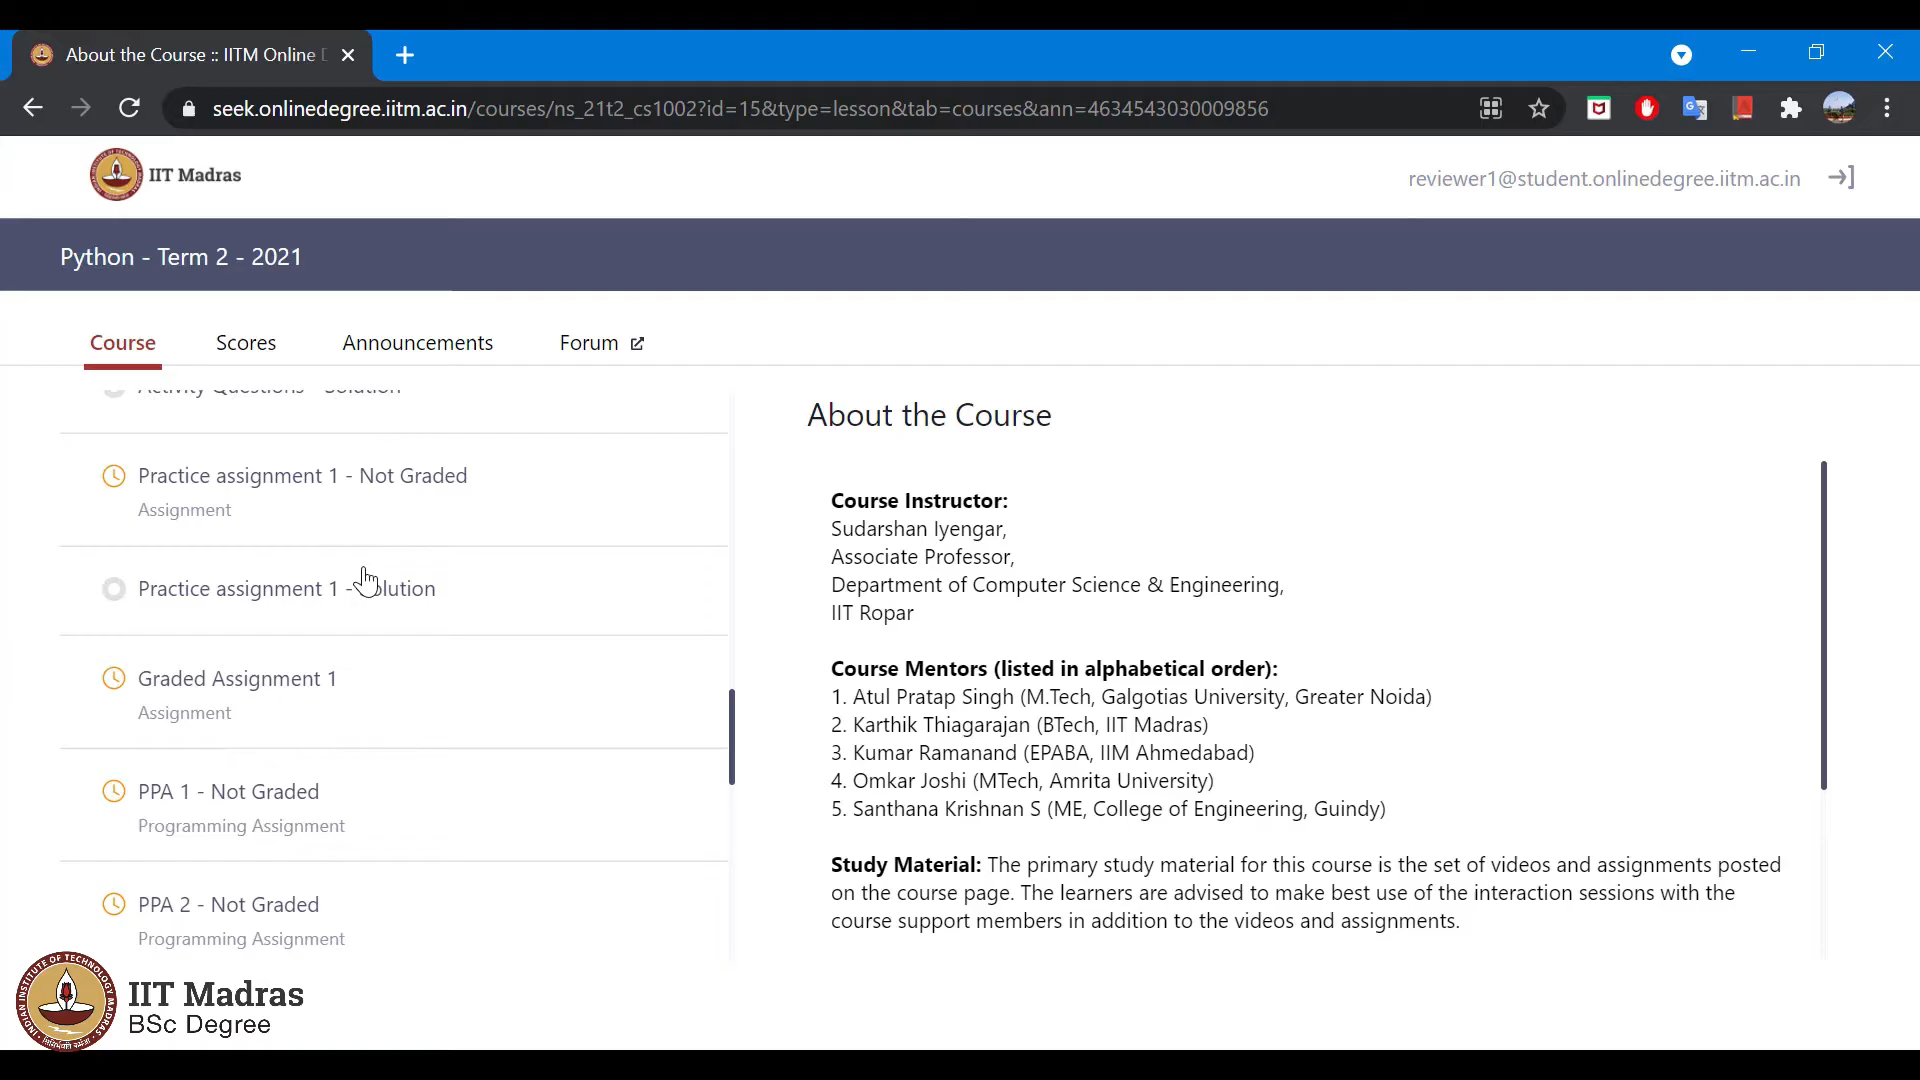 About the Course :: IITM Online D
seek.onlinedegree.iitm.ac.in/courses/ns_21t2_cs1002?id=15&type=lesson&tab=courses&ann=4634543030009856
IIT Madras
reviewer1@student.onlinedegree.iitm.ac.in
Python - Term 2 - 2021
Course Scores Announcements Forum
Activity Questions - Solution
Practice assignment 1 - Not Graded
Assignment
Practice assignment 1 - Solution
Graded Assignment 1
Assignment
PPA 1 - Not Graded
Programming Assignment
PPA 2 - Not Graded
Programming Assignment
About the Course
Course Instructor:
Sudarshan Iyengar,
Associate Professor,
Department of Computer Science & Engineering,
IIT Ropar
Course Mentors (listed in alphabetical order):
1. Atul Pratap Singh (M.Tech, Galgotias University, Greater Noida)
2. Karthik Thiagarajan (BTech, IIT Madras)
3. Kumar Ramanand (EPABA, IIM Ahmedabad)
4. Omkar Joshi (MTech, Amrita University)
5. Santhana Krishnan S (ME, College of Engineering, Guindy)
Study Material: The primary study material for this course is the set of videos and assignments posted
on the course page. The learners are advised to make best use of the interaction sessions with the
course support members in addition to the videos and assignments.
INDIAN INSTITUTE OF TECHNOLOGY MADRAS
IIT Madras
BSc Degree